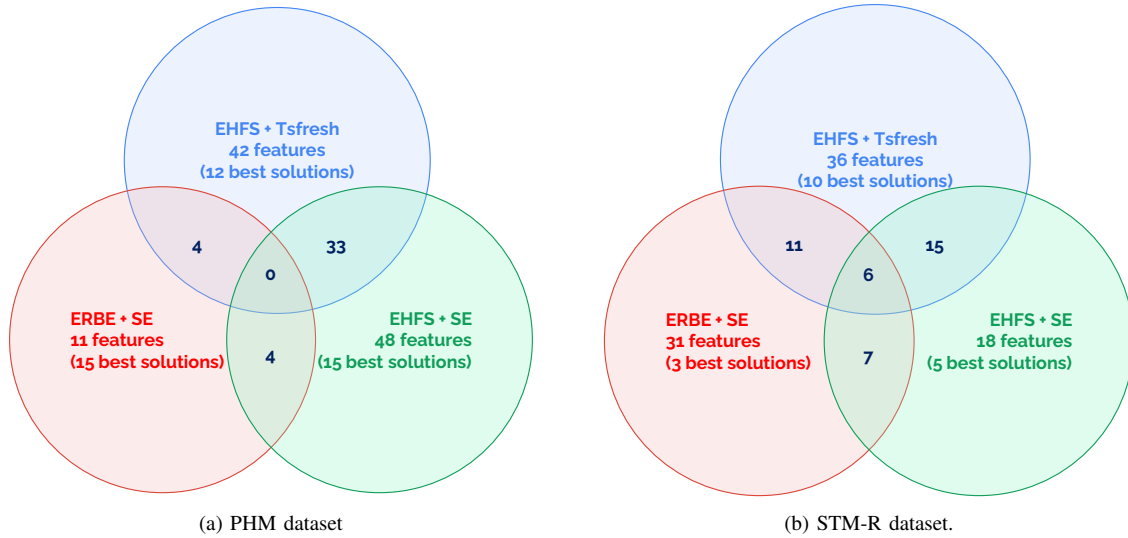 EHFS + Tsfresh
42 features
(12 best solutions)
4
33
0
ERBE + SE
11 features
(15 best solutions)
EHFS + SE
48 features
(15 best solutions)
4
(a) PHM dataset
EHFS + Tsfresh
36 features
(10 best solutions)
11
15
6
ERBE + SE
31 features
(3 best solutions)
EHFS + SE
18 features
(5 best solutions)
7
(b) STM-R dataset.